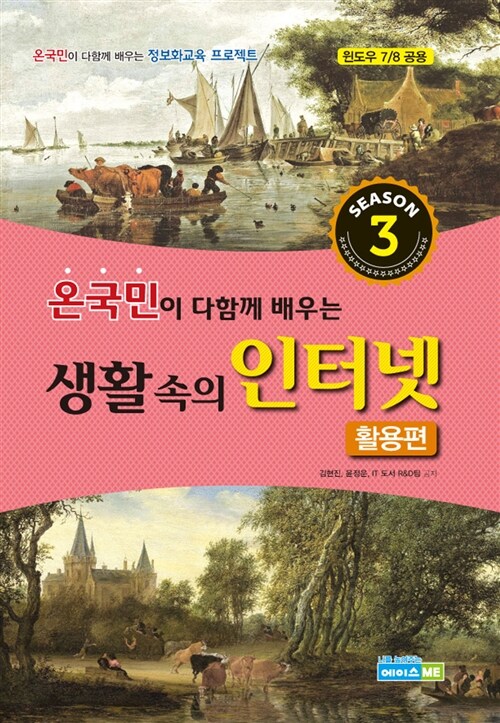 온국민이 다함께 배우는 정보화교육 프로젝트
윈도우 7/8 공용
SEASON
3
온국민이 다함께 배우는
생활 속의 인터넷
활용편
김현진, 윤정운, IT 도서 R&D팀 공저
에이스 ME